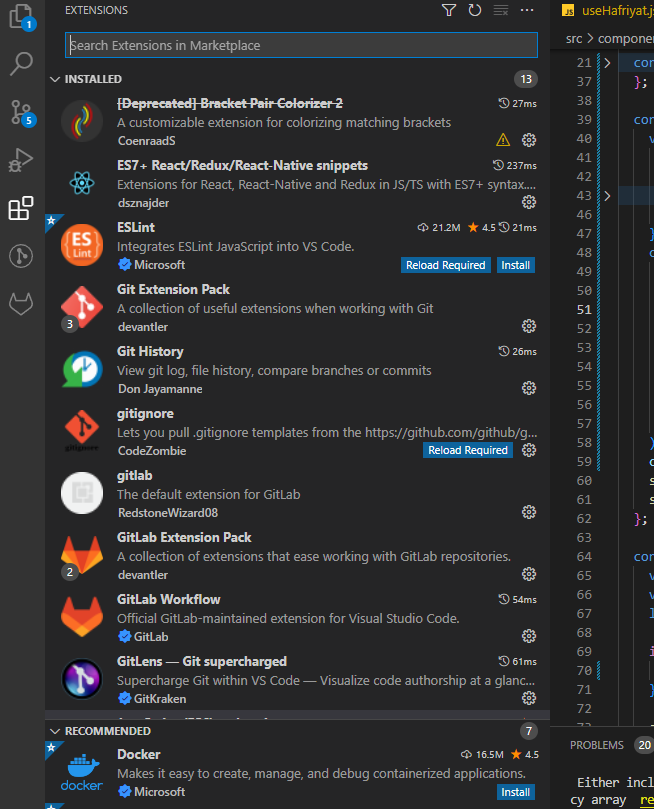 EXTENSIONS
useHafriyat.js
1
Search Extensions in Marketplace
src > componen
INSTALLED
13
21 con
[Deprecated] Bracket Pair Colorizer 2
27ms
37 };
A customizable extension for colorizing matching brackets
38
CoenraadS
39 con
40 v
ES7+ React/Redux/React-Native snippets
237ms
41
Extensions for React, React-Native and Redux in JS/TS with ES7+ syntax....
42
dsznajder
43
5
46
ESLint
21.2M 4.5 21ms
47 }
Integrates ESLint JavaScript into VS Code.
48
Microsoft
Reload Required
Install
49
ES
Lint
Git Extension Pack
50
A collection of useful extensions when working with Git
51
devantler
3
52
Git History
26ms
53
View git log, file history, compare branches or commits
54
Don Jayamanne
55
gitignore
56
Lets you pull .gitignore templates from the https://github.com/github/g...
57
CodeZombie
Reload Required
gitignore
58 )
gitlab
59
The default extension for GitLab
60 s
RedstoneWizard08
61 s
GitLab Extension Pack
62 };
A collection of extensions that ease working with GitLab repositories.
63
devantler
2
64 con
GitLab Workflow
54ms
65 v
Official GitLab-maintained extension for Visual Studio Code.
66 v
GitLab
67 l
GitLens — Git supercharged
61ms
68
Supercharge Git within VS Code — Visualize code authorship at a glanc...
69 i
GitKraken
70
71 }
RECOMMENDED
7
72
Docker
16.5M 4.5
PROBLEMS 20
Makes it easy to create, manage, and debug containerized applications.
Either incl
Microsoft
Install
docker
cy array re